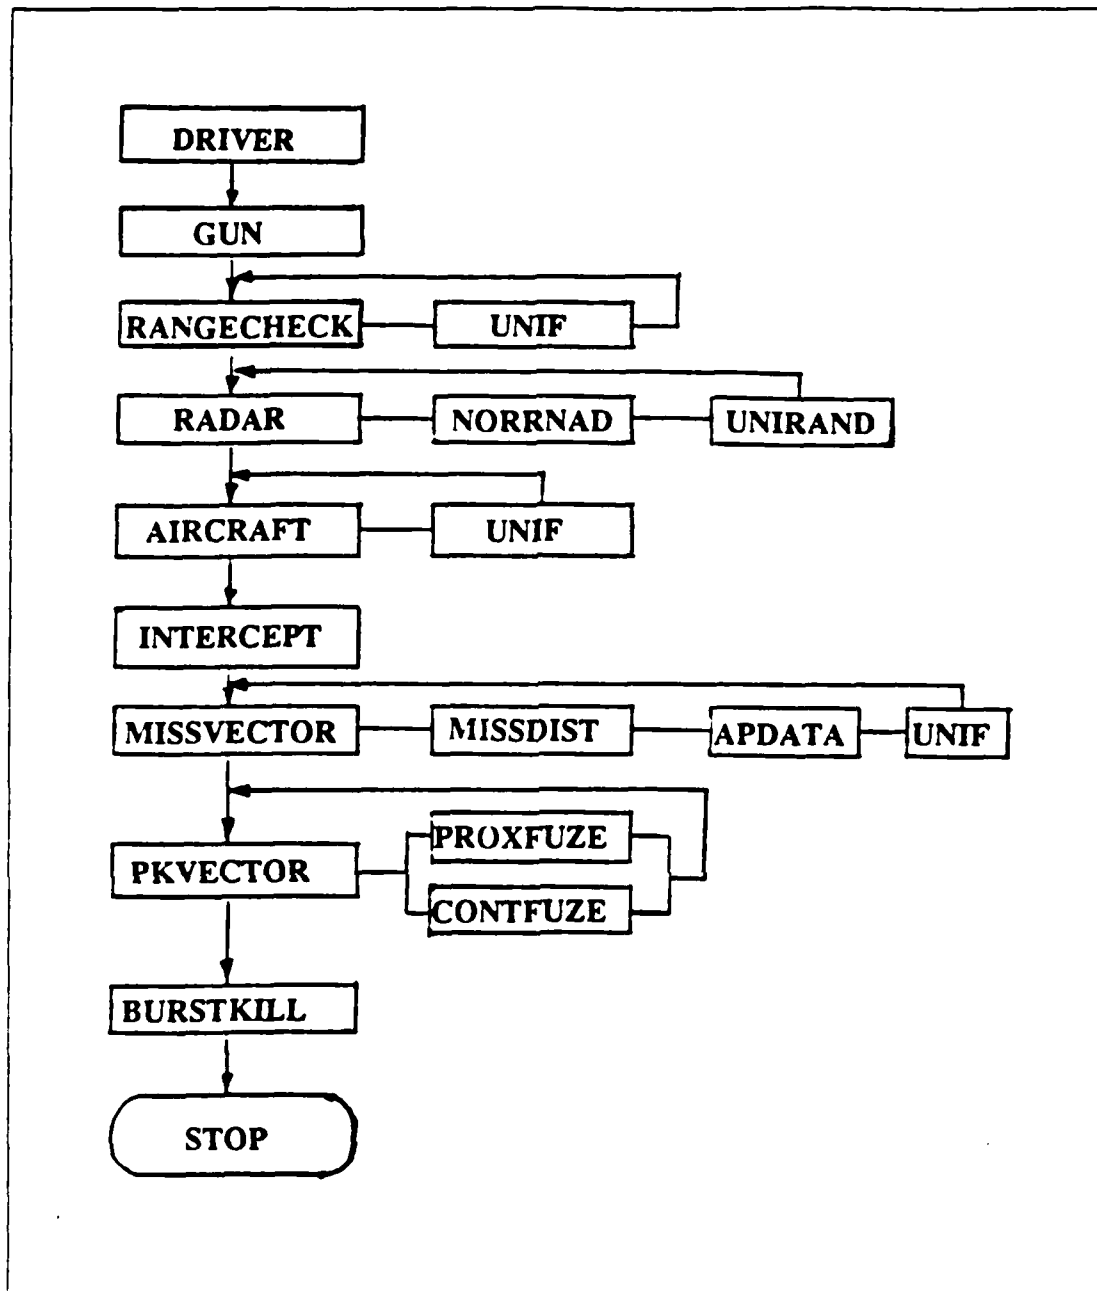 DRIVER
GUN
RANGECHECK UNIF
RADAR NORRNAD UNIRAND
AIRCRAFT UNIF
INTERCEPT
MISSVECTOR MISSDIST APDATA UNIF
PROXFUZE
PKVECTOR
CONTFUZE
BURSTKILL
STOP